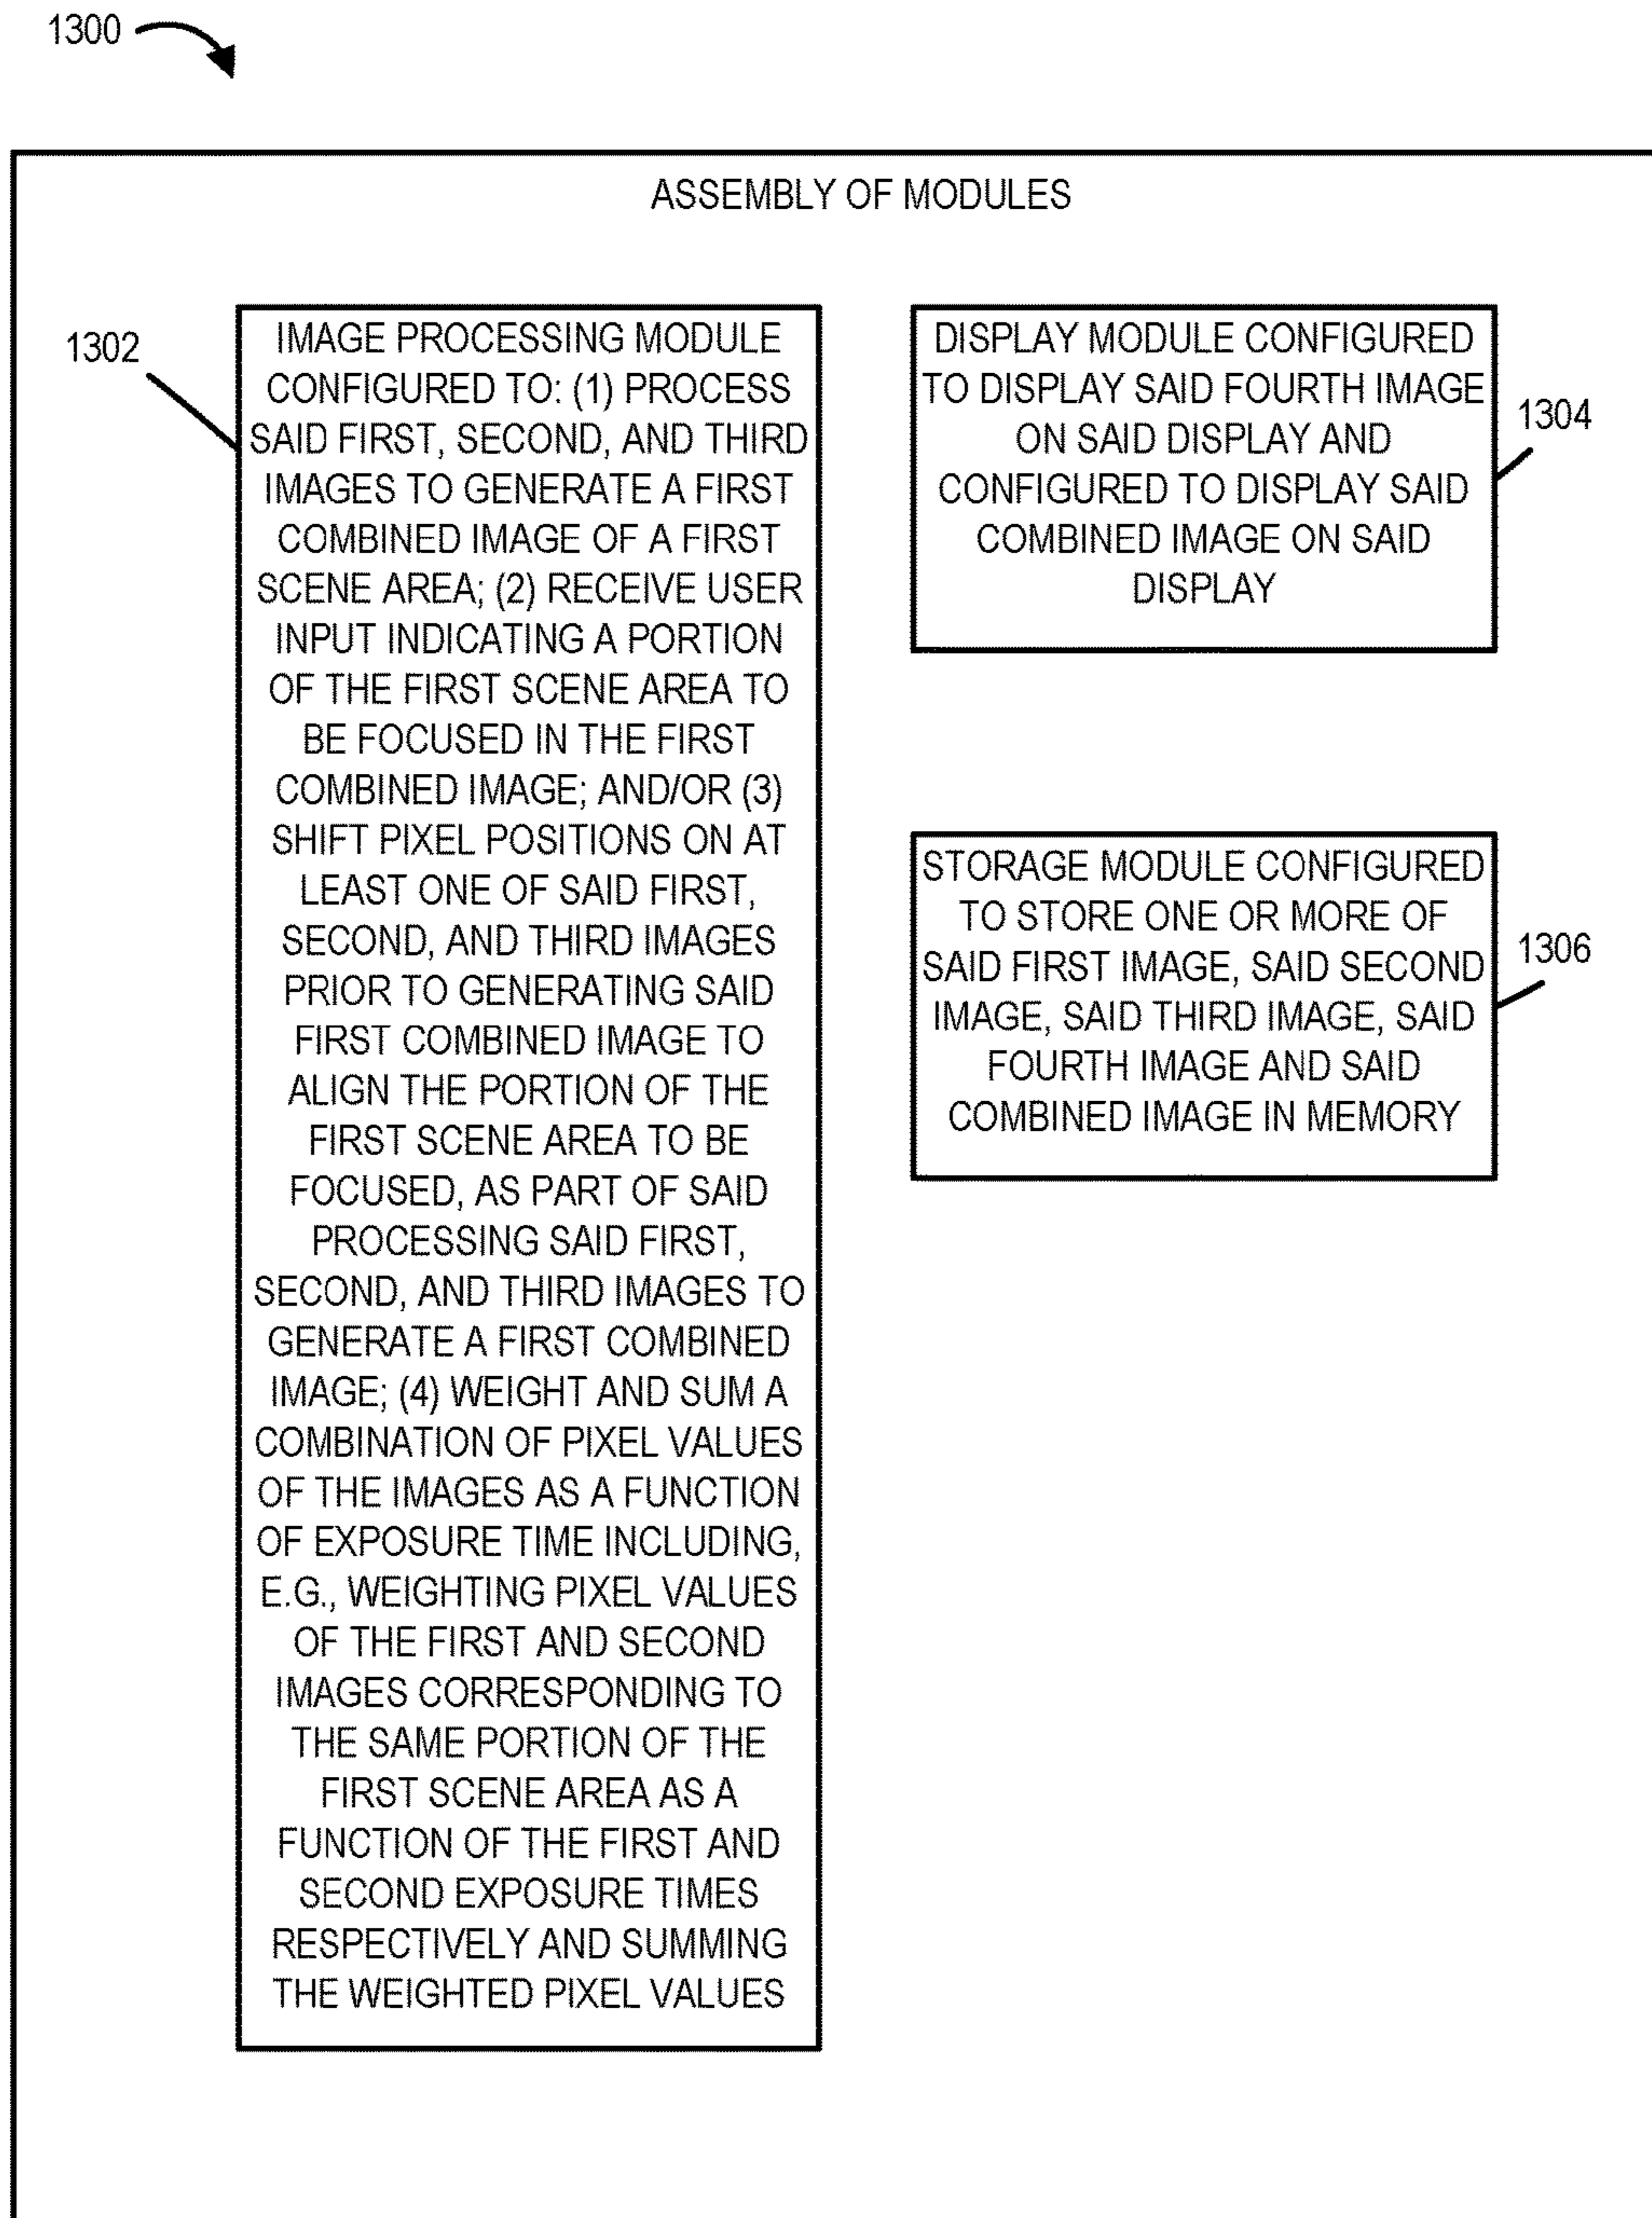 1300
ASSEMBLY OF MODULES
1302
IMAGE PROCESSING MODULE
CONFIGURED TO: (1) PROCESS
SAID FIRST, SECOND, AND THIRD
IMAGES TO GENERATE A FIRST
COMBINED IMAGE OF A FIRST
SCENE AREA; (2) RECEIVE USER
INPUT INDICATING A PORTION
OF THE FIRST SCENE AREA TO
BE FOCUSED IN THE FIRST
COMBINED IMAGE; AND/OR (3)
SHIFT PIXEL POSITIONS ON AT
LEAST ONE OF SAID FIRST,
SECOND, AND THIRD IMAGES
PRIOR TO GENERATING SAID
FIRST COMBINED IMAGE TO
ALIGN THE PORTION OF THE
FIRST SCENE AREA TO BE
FOCUSED, AS PART OF SAID
PROCESSING SAID FIRST,
SECOND, AND THIRD IMAGES TO
GENERATE A FIRST COMBINED
IMAGE; (4) WEIGHT AND SUM A
COMBINATION OF PIXEL VALUES
OF THE IMAGES AS A FUNCTION
OF EXPOSURE TIME INCLUDING,
E.G., WEIGHTING PIXEL VALUES
OF THE FIRST AND SECOND
IMAGES CORRESPONDING TO
THE SAME PORTION OF THE
FIRST SCENE AREA AS A
FUNCTION OF THE FIRST AND
SECOND EXPOSURE TIMES
RESPECTIVELY AND SUMMING
THE WEIGHTED PIXEL VALUES
DISPLAY MODULE CONFIGURED
TO DISPLAY SAID FOURTH IMAGE
ON SAID DISPLAY AND
CONFIGURED TO DISPLAY SAID
COMBINED IMAGE ON SAID
DISPLAY
1304
STORAGE MODULE CONFIGURED
TO STORE ONE OR MORE OF
SAID FIRST IMAGE, SAID SECOND
IMAGE, SAID THIRD IMAGE, SAID
FOURTH IMAGE AND SAID
COMBINED IMAGE IN MEMORY
1306